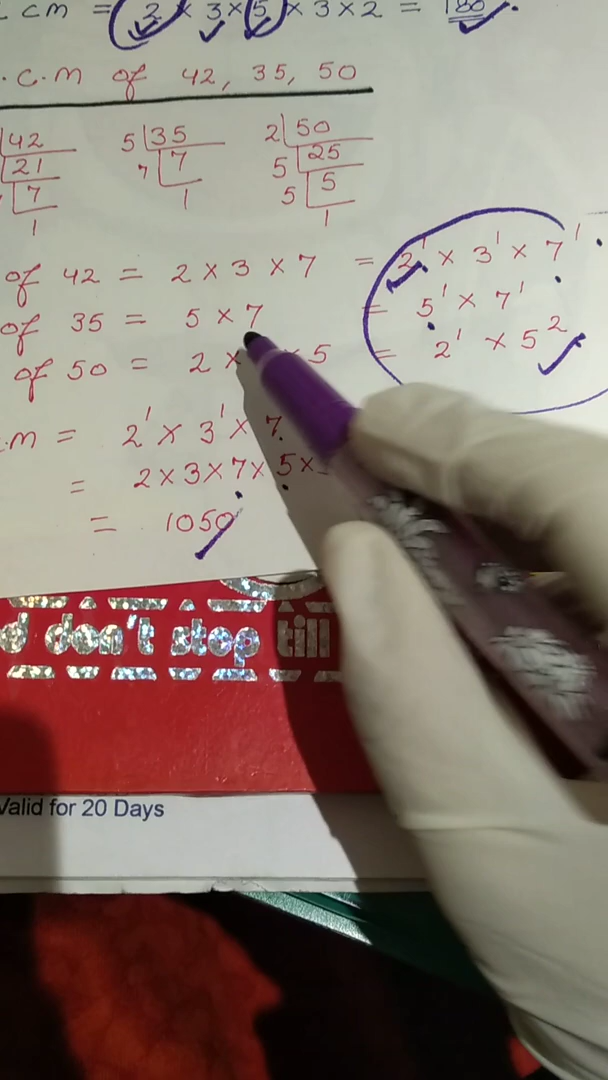 CM = 2 × 3 × 5 × 3 × 2 = 180.
.C.M of 42, 35, 50
42 5 35 2 50
21 7 7 5 25
7 1 5 5
1 1
of 42 = 2 × 3 × 7 = 2¹ × 3¹ × 7¹
of 35 = 5 × 7 = 5¹ × 7¹
of 50 = 2 × × 5 = 2¹ × 5²
.M = 2¹ × 3¹ × 7
= 2 × 3 × 7 × 5 ×
= 1050
d don't stop till
Valid for 20 Days